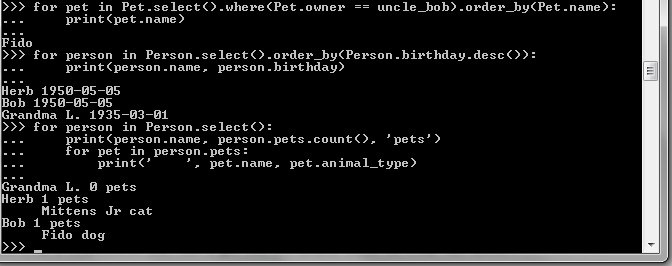 >>> for pet in Pet.select().where(Pet.owner == uncle_bob).order_by(Pet.name):
...     print(pet.name)
...
Fido
>>> for person in Person.select().order_by(Person.birthday.desc()):
...     print(person.name, person.birthday)
...
Herb 1950-05-05
Bob 1950-05-05
Grandma L. 1935-03-01
>>> for person in Person.select():
...     print(person.name, person.pets.count(), 'pets')
...     for pet in person.pets:
...         print('    ', pet.name, pet.animal_type)
...
Grandma L. 0 pets
Herb 1 pets
     Mittens Jr cat
Bob 1 pets
     Fido dog
>>>